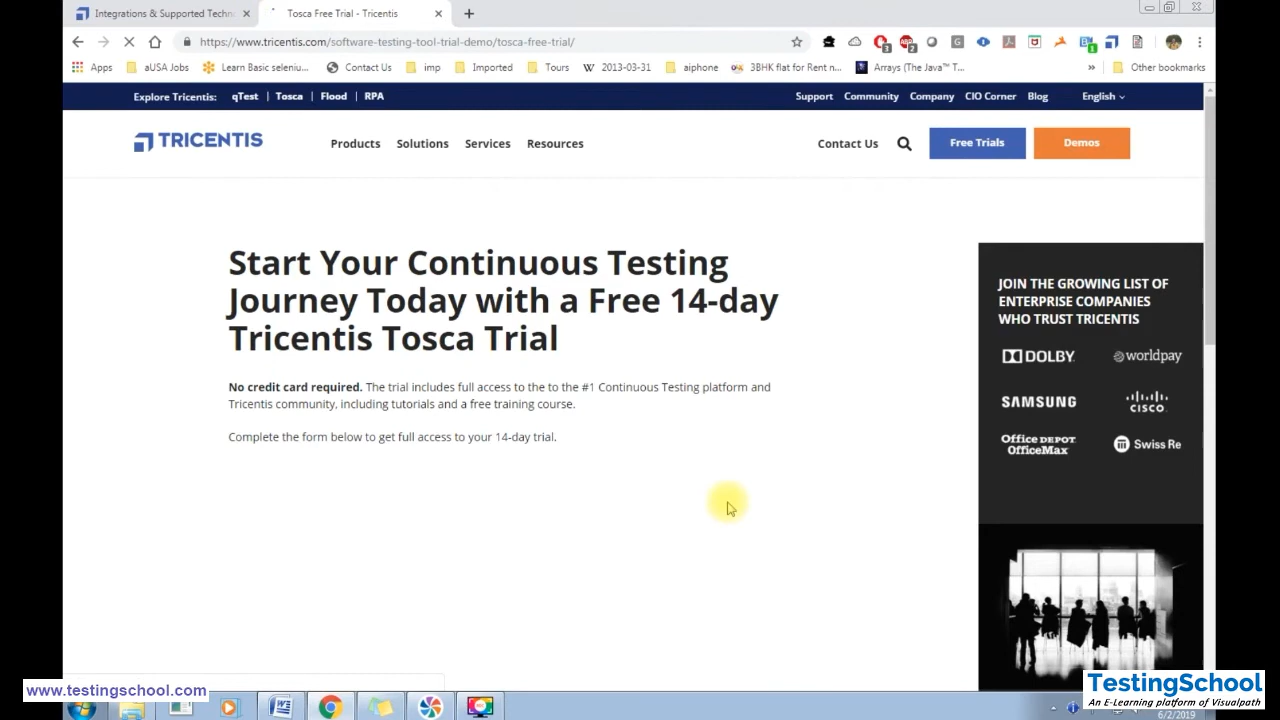 Integrations & Supported Techn
Tosca Free Trial - Tricentis
https://www.tricentis.com/software-testing-tool-trial-demo/tosca-free-trial/
Apps
aUSA Jobs
Learn Basic seleniu...
Contact Us
imp
Imported
Tours
W 2013-03-31
aiphone
3BHK flat for Rent n...
Arrays (The Java™ T...
»
Other bookmarks
Explore Tricentis: qTest | Tosca | Flood | RPA
Support Community Company CIO Corner Blog English
TRICENTIS
Products Solutions Services Resources
Contact Us
Free Trials
Demos
Start Your Continuous Testing
Journey Today with a Free 14-day
Tricentis Tosca Trial
No credit card required. The trial includes full access to the to the #1 Continuous Testing platform and
Tricentis community, including tutorials and a free training course.
Complete the form below to get full access to your 14-day trial.
JOIN THE GROWING LIST OF
ENTERPRISE COMPANIES
WHO TRUST TRICENTIS
DOLBY
worldpay
SAMSUNG
CISCO
Office DEPOT
OfficeMax
Swiss Re
www.testingschool.com
TestingSchool
An E-Learning platform of Visualpath
6/2/2019